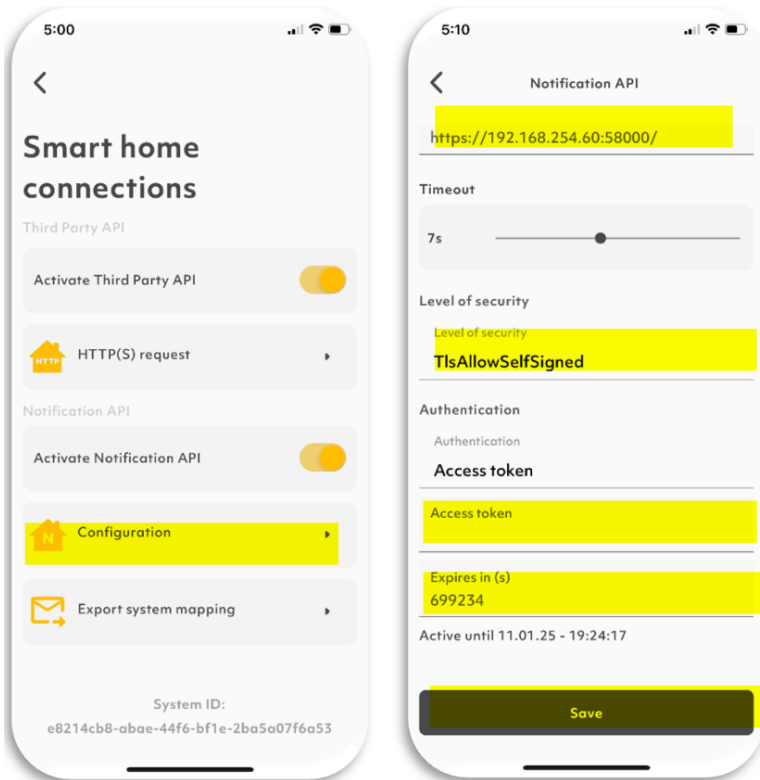 5:00
Smart home
connections
Third Party API
Activate Third Party API
HTTP
HTTP(S) request
Notification API
Activate Notification API
N
Configuration
Export system mapping
System ID:
e8214cb8-abae-44f6-bf1e-2ba5a07f6a53
5:10
Notification API
https://192.168.254.60:58000/
Timeout
7s
Level of security
Level of security
TlsAllowSelfSigned
Authentication
Authentication
Access token
Access token
Expires in (s)
699234
Active until 11.01.25 - 19:24:17
Save